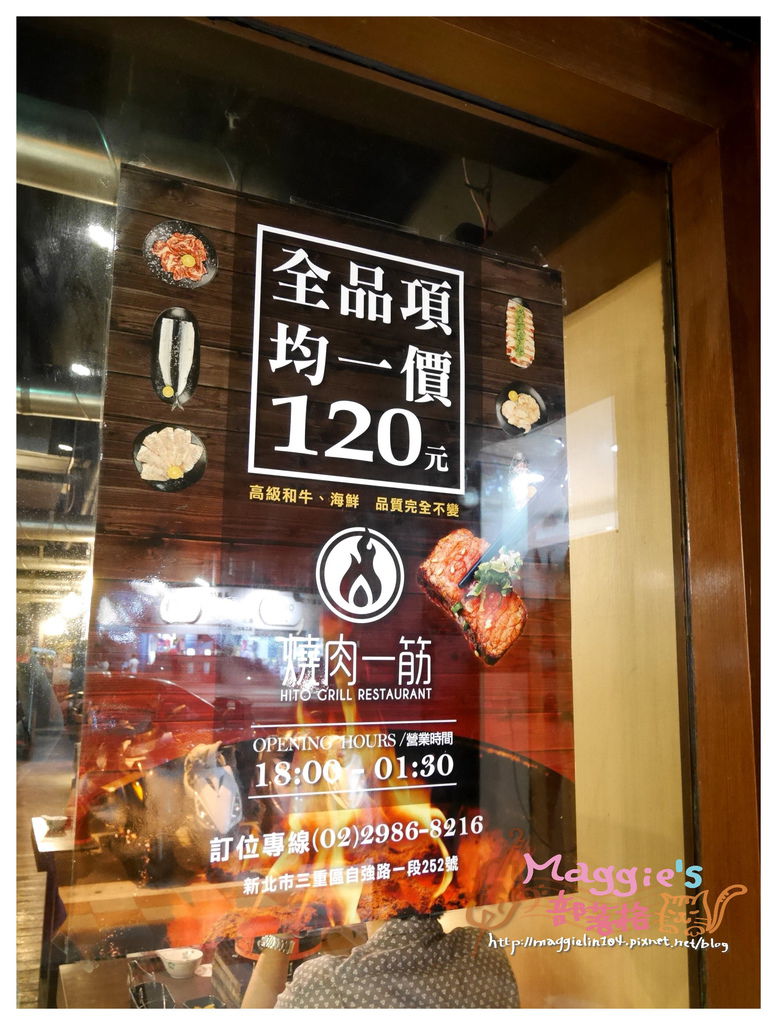 全品項
均一價
120元
高級和牛、海鮮 品質完全不變
燒肉一筋
HITO GRILL RESTAURANT
OPENING HOURS/營業時間
18:00 - 01:30
訂位專線(02)2986-8216
新北市三重區自強路一段252號
Maggie's
部落格
http://maggielin104.pixnet.net/blog